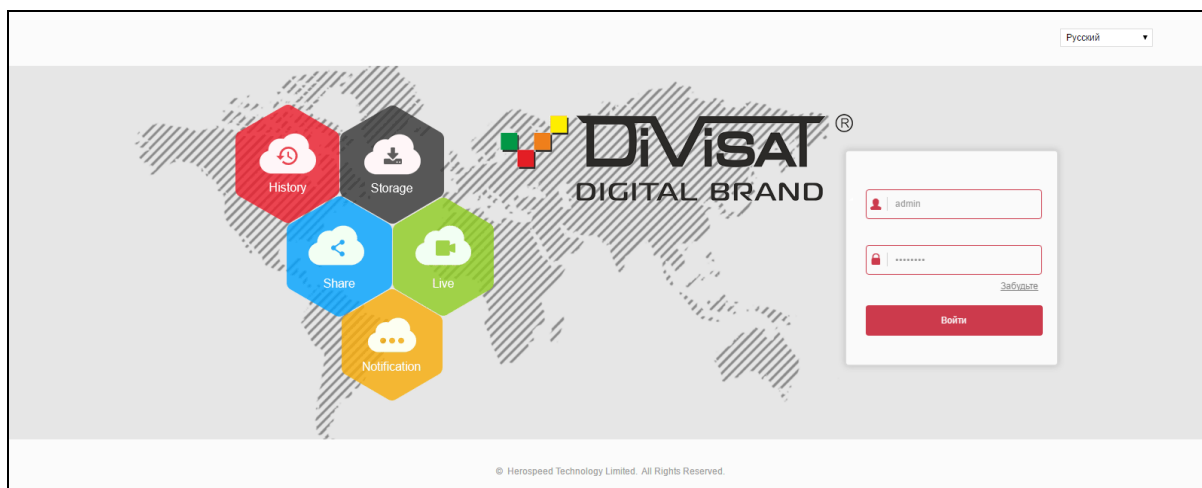 Русский
DiViSAT ®
DIGITAL BRAND
History
Storage
Share
Live
Notification
admin
••••••••
Забудьте
Войти
© Herospeed Technology Limited. All Rights Reserved.